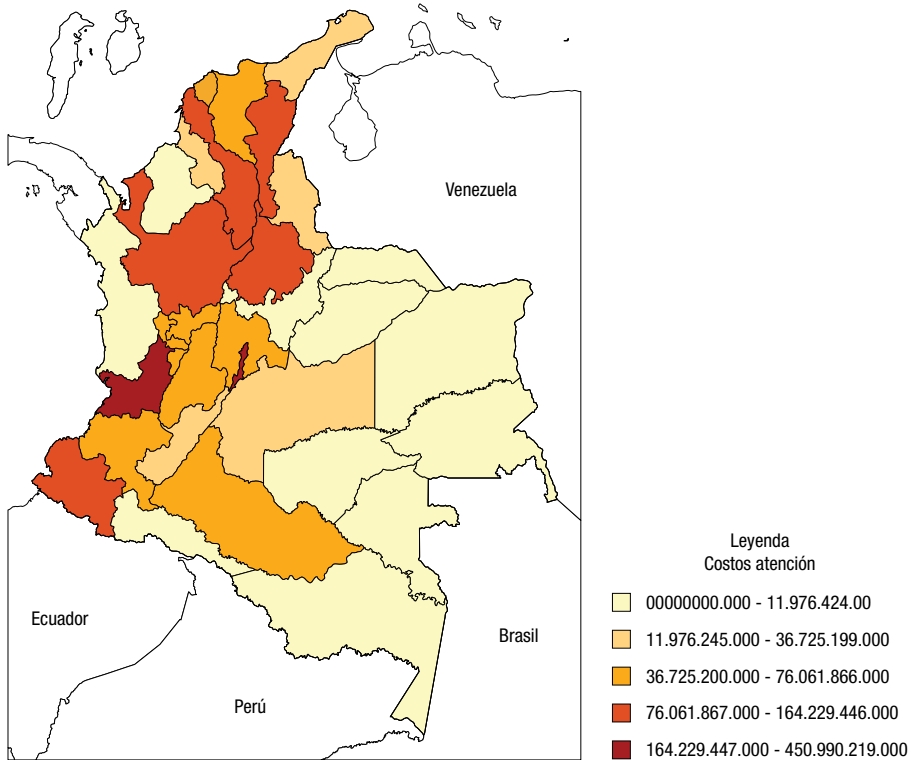 Venezuela
Ecuador
Perú
Brasil
Leyenda
Costos atención
00000000.000 - 11.976.424.00
11.976.245.000 - 36.725.199.000
36.725.200.000 - 76.061.866.000
76.061.867.000 - 164.229.446.000
164.229.447.000 - 450.990.219.000